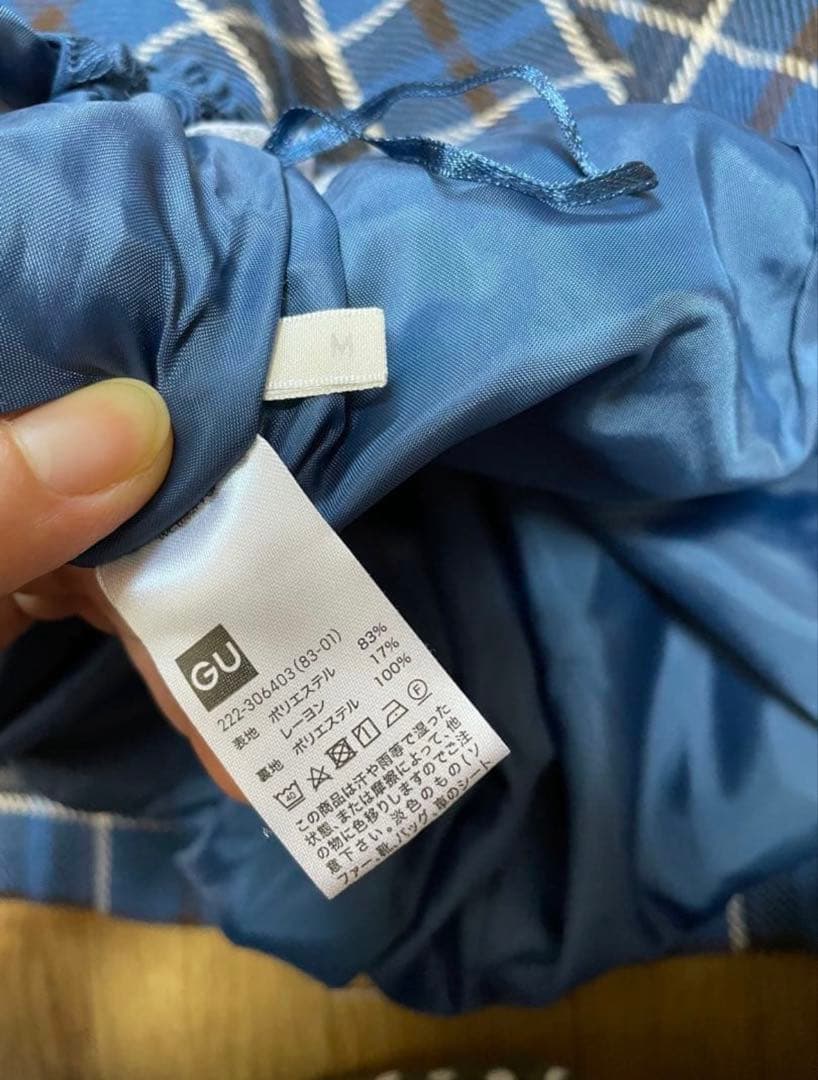 M
GU
222-306403(83-01)
表地 ポリエステル 83%
レーヨン 17%
裏地 ポリエステル 100%
40
この商品は汗や雨等で湿った
状態、または摩擦によって、他
の物に色移りしますのでご注
意下さい。淡色のもの(ソ
ファー、靴、バッグ、車のシート